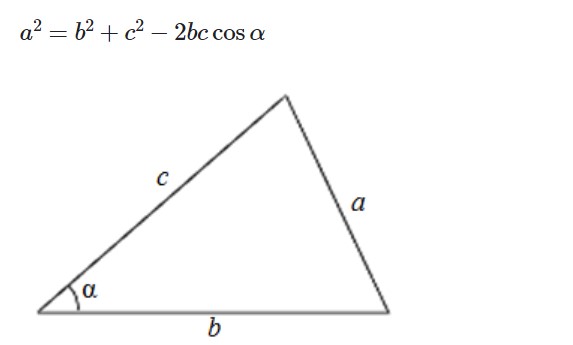 a² = b² + c² − 2bc cos α
c
a
α
b